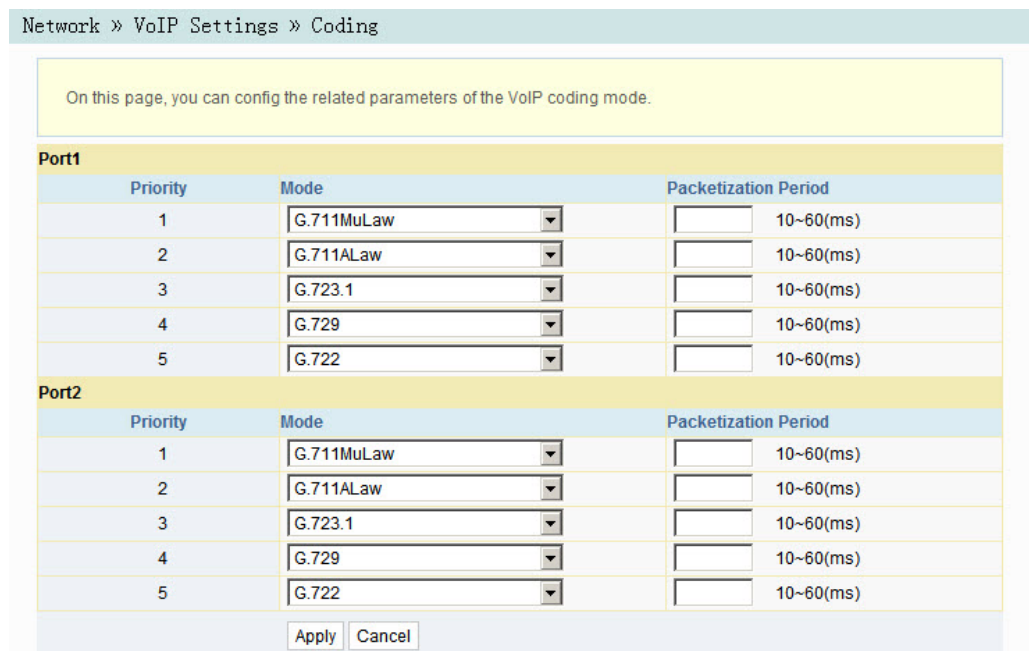 Network » VoIP Settings » Coding
On this page, you can config the related parameters of the VoIP coding mode.
Port1
Priority Mode Packetization Period
1 G.711MuLaw 10~60(ms)
2 G.711ALaw 10~60(ms)
3 G.723.1 10~60(ms)
4 G.729 10~60(ms)
5 G.722 10~60(ms)
Port2
Priority Mode Packetization Period
1 G.711MuLaw 10~60(ms)
2 G.711ALaw 10~60(ms)
3 G.723.1 10~60(ms)
4 G.729 10~60(ms)
5 G.722 10~60(ms)
Apply Cancel